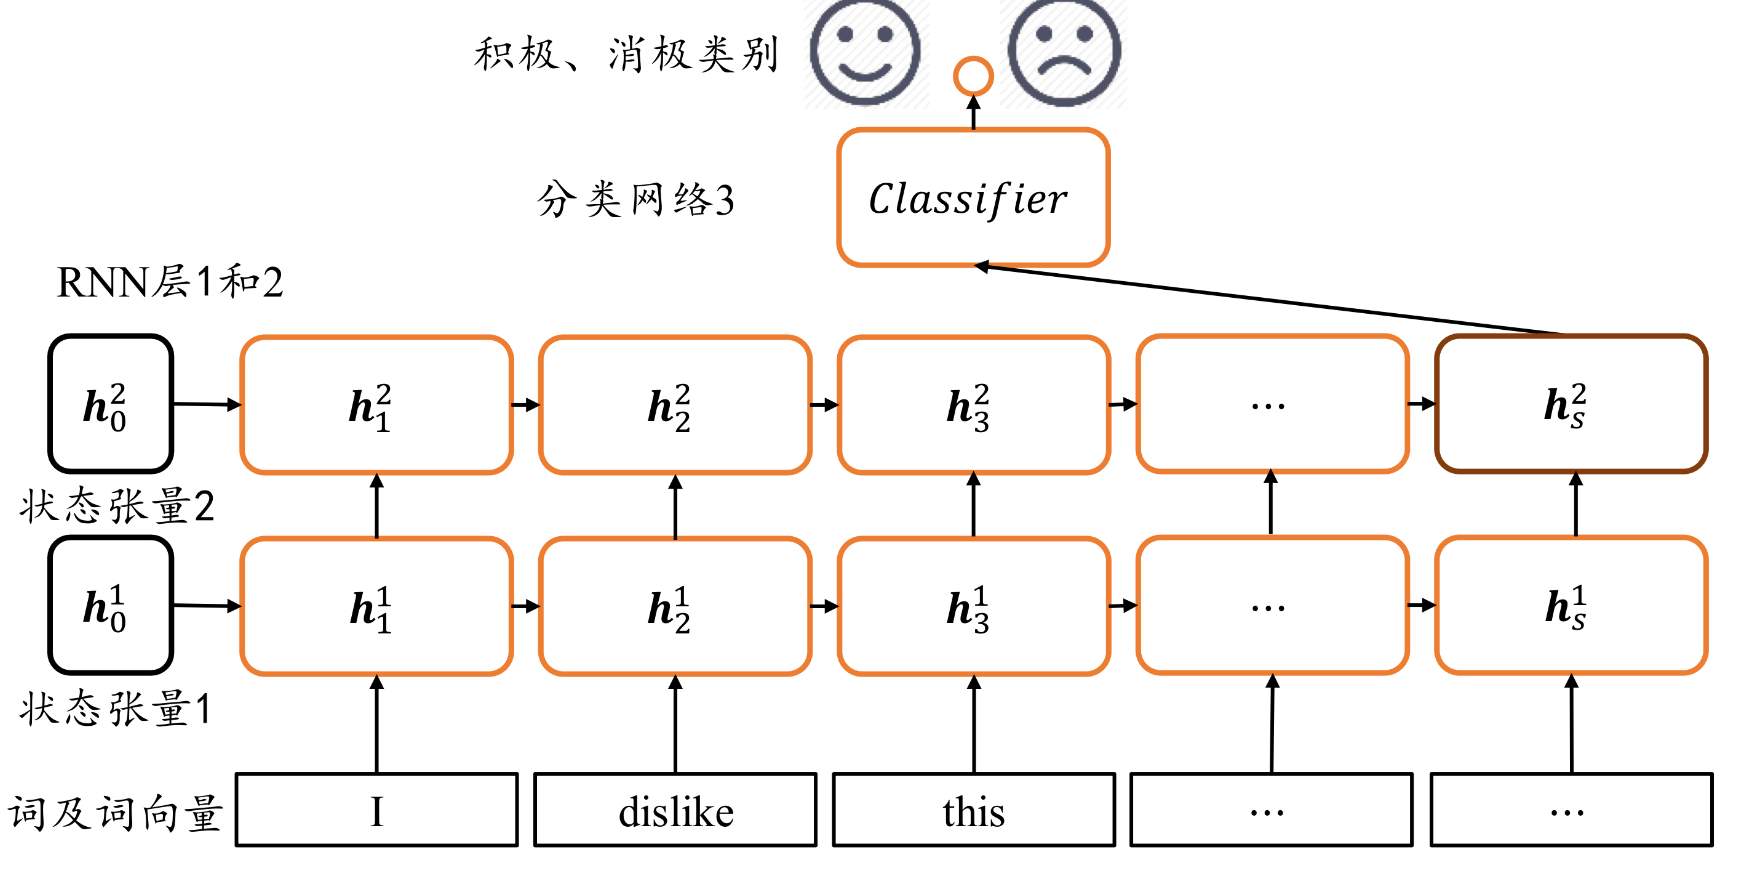 积极、消极类别
分类网络3
Classifier
RNN层1和2
h_0^2 h_1^2 h_2^2 h_3^2 ... h_s^2
状态张量2
h_0^1 h_1^1 h_2^1 h_3^1 ... h_s^1
状态张量1
词及词向量 I dislike this ... ...